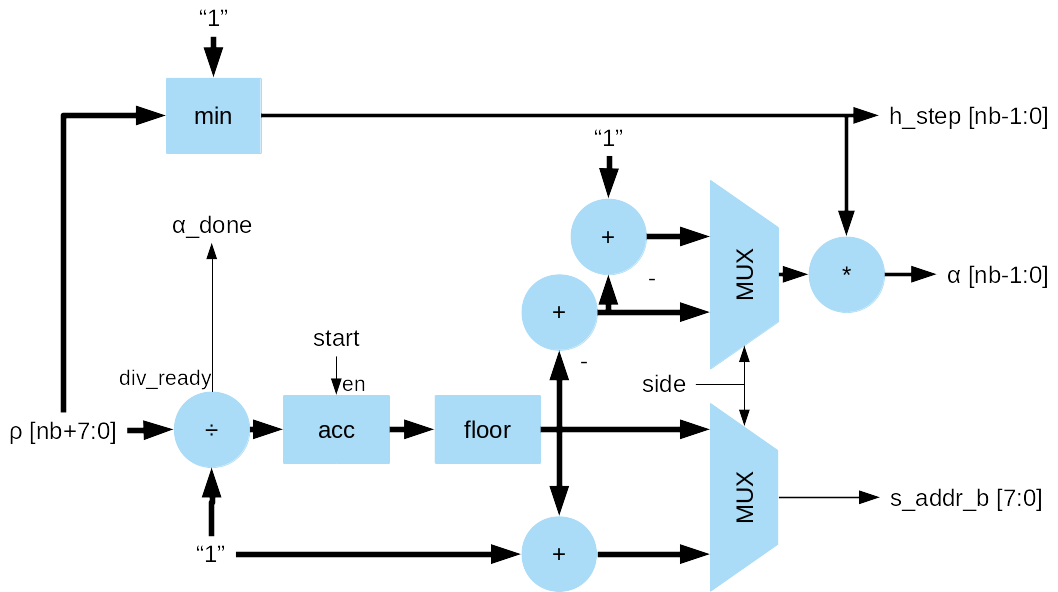 “1”
min
h_step [nb-1:0]
“1”
α_done
+
-
MUX
*
α [nb-1:0]
+
-
start
en
side
div_ready
ρ [nb+7:0]
÷
acc
floor
MUX
s_addr_b [7:0]
“1”
+